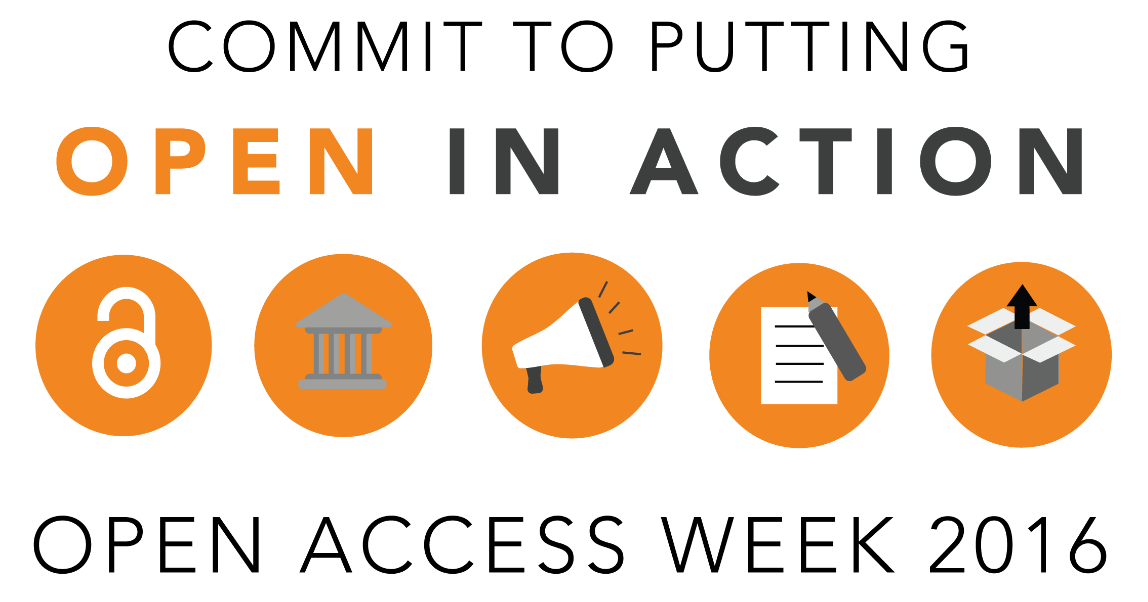 COMMIT TO PUTTING
OPEN IN ACTION
OPEN ACCESS WEEK 2016